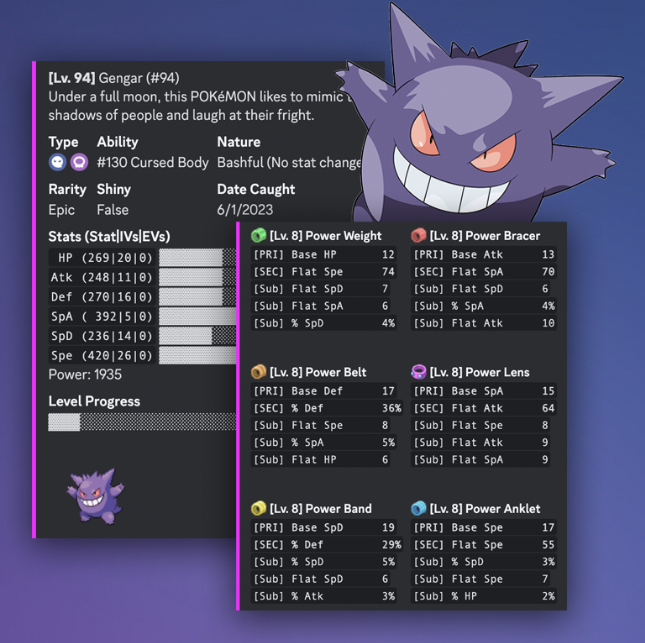 [Lv. 94] Gengar (#94)
Under a full moon, this POKéMON likes to mimic
shadows of people and laugh at their fright.
Type Ability Nature
#130 Cursed Body Bashful (No stat change
Rarity Shiny Date Caught
Epic False 6/1/2023
Stats (Stat|IVs|EVs)
HP (269|20|0)
Atk (248|11|0)
Def (270|16|0)
SpA ( 392|5|0)
SpD (236|14|0)
Spe (420|26|0)
Power: 1935
Level Progress
[Lv. 8] Power Weight
[PRI] Base HP 12
[SEC] Flat Spe 74
[Sub] Flat SpD 7
[Sub] Flat SpA 6
[Sub] % SpD 4%
[Lv. 8] Power Bracer
[PRI] Base Atk 13
[SEC] Flat SpA 70
[Sub] Flat SpD 6
[Sub] % SpA 4%
[Sub] Flat Atk 10
[Lv. 8] Power Belt
[PRI] Base Def 17
[SEC] % Def 36%
[Sub] Flat Spe 8
[Sub] % SpA 5%
[Sub] Flat HP 6
[Lv. 8] Power Lens
[PRI] Base SpA 15
[SEC] Flat Atk 64
[Sub] Flat Spe 8
[Sub] Flat Atk 9
[Sub] Flat SpA 9
[Lv. 8] Power Band
[PRI] Base SpD 19
[SEC] % Def 29%
[Sub] % SpD 5%
[Sub] Flat SpD 6
[Sub] % Atk 3%
[Lv. 8] Power Anklet
[PRI] Base Spe 17
[SEC] Flat Spe 55
[Sub] % SpD 3%
[Sub] Flat Spe 7
[Sub] % HP 2%